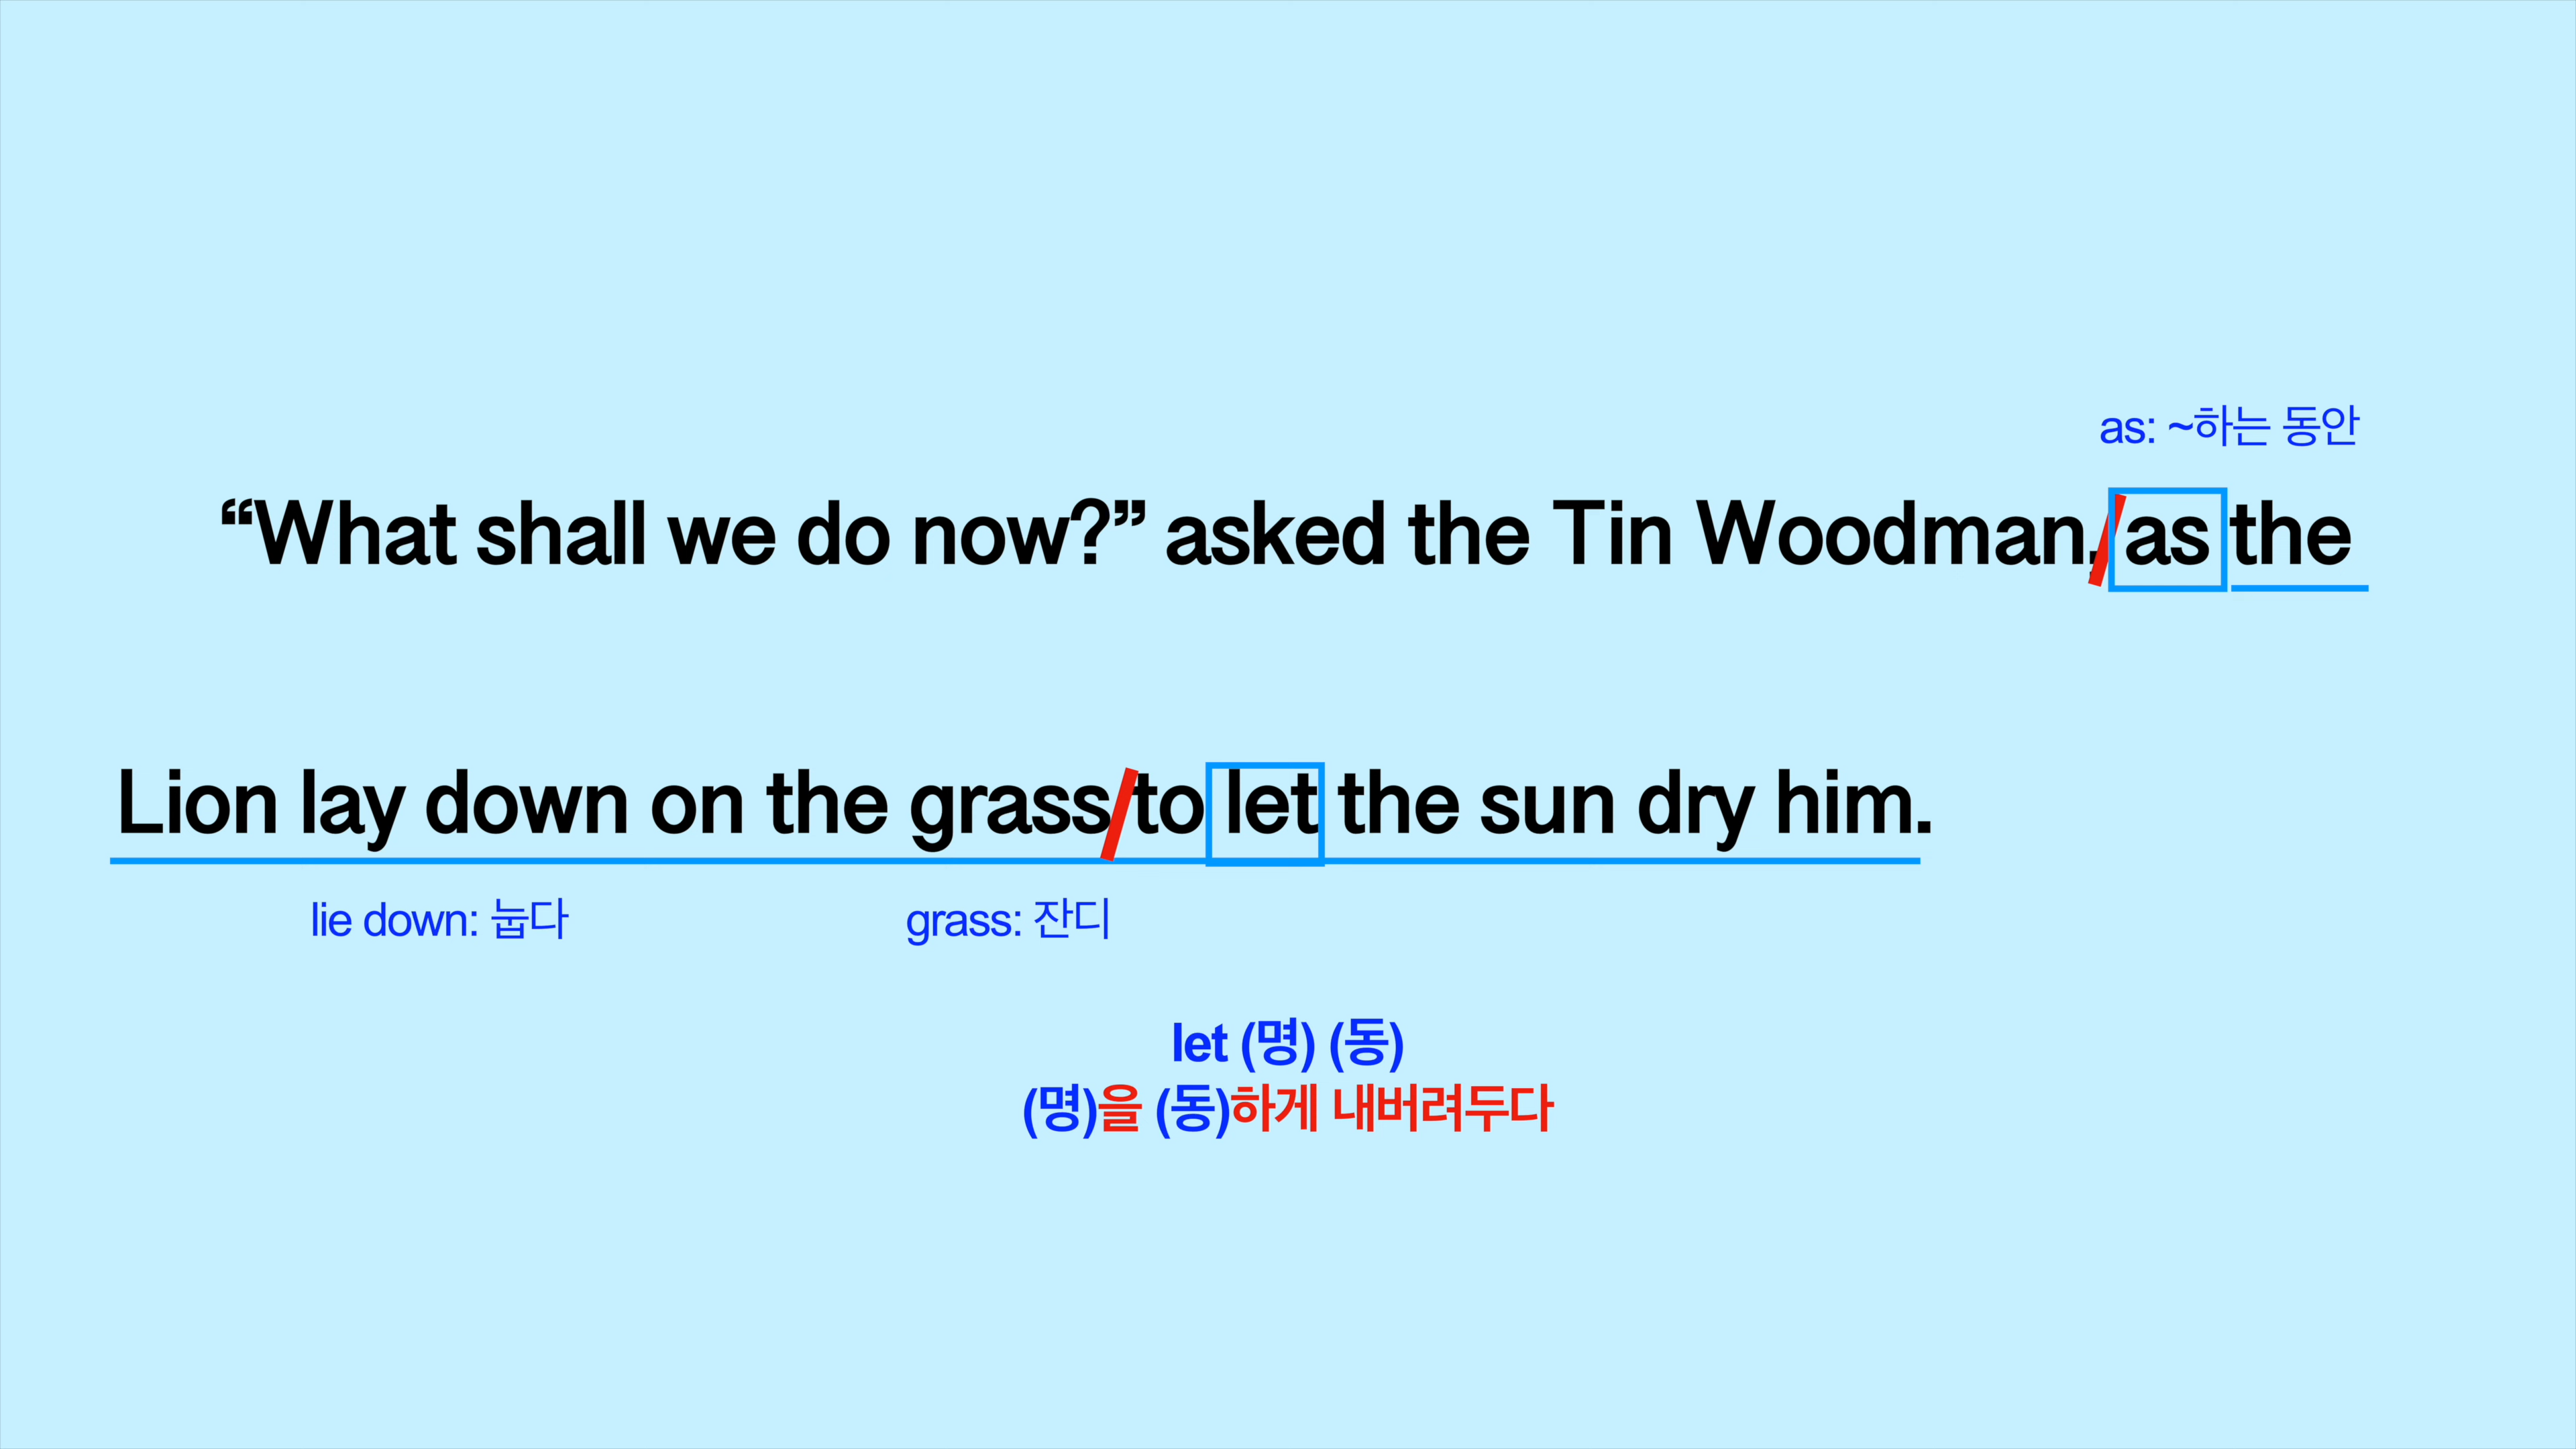 as: ~하는 동안
“What shall we do now?” asked the Tin Woodman, as the
Lion lay down on the grass to let the sun dry him.
lie down: 눕다 grass: 잔디
let (명) (동)
(명)을 (동)하게 내버려두다